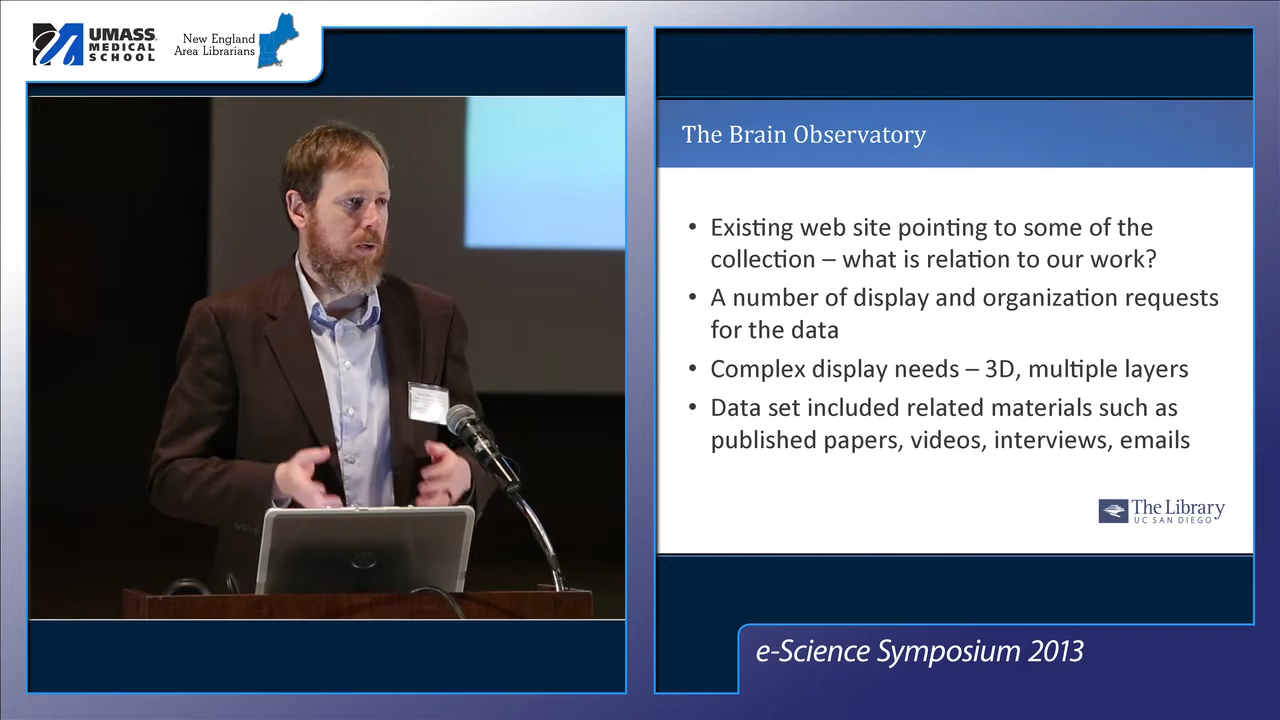 UMASS
MEDICAL
SCHOOL
New England
Area Librarians
The Brain Observatory
• Existing web site pointing to some of the
collection – what is relation to our work?
• A number of display and organization requests
for the data
• Complex display needs – 3D, multiple layers
• Data set included related materials such as
published papers, videos, interviews, emails
The Library
UC SAN DIEGO
e-Science Symposium 2013